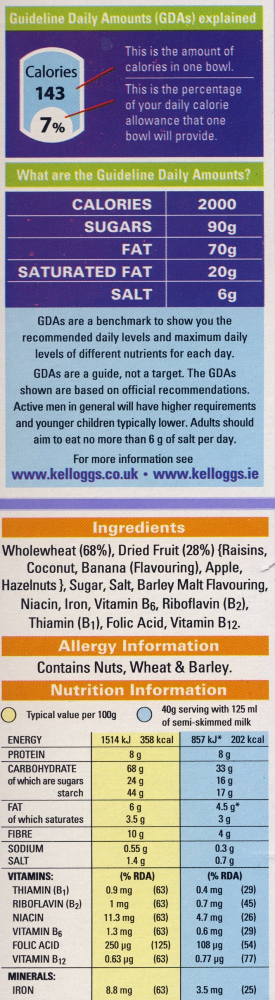 Guideline Daily Amounts (GDAs) explained
Calories
143
7%
This is the amount of
calories in one bowl.
This is the percentage
of your daily calorie
allowance that one
bowl will provide.
What are the Guideline Daily Amounts?
CALORIES 2000
SUGARS 90g
FAT 70g
SATURATED FAT 20g
SALT 6g
GDAs are a benchmark to show you the
recommended daily levels and maximum daily
levels of different nutrients for each day.
GDAs are a guide, not a target. The GDAs
shown are based on official recommendations.
Active men in general will have higher requirements
and younger children typically lower. Adults should
aim to eat no more than 6 g of salt per day.
For more information see
www.kelloggs.co.uk • www.kelloggs.ie
Ingredients
Wholewheat (68%), Dried Fruit (28%) {Raisins,
Coconut, Banana (Flavouring), Apple,
Hazelnuts }, Sugar, Salt, Barley Malt Flavouring,
Niacin, Iron, Vitamin B6, Riboflavin (B2),
Thiamin (B1), Folic Acid, Vitamin B12.
Allergy Information
Contains Nuts, Wheat & Barley.
Nutrition Information
Typical value per 100g
40g serving with 125 ml
of semi-skimmed milk
ENERGY 1514 kJ 358 kcal 857 kJ* 202 kcal
PROTEIN 8 g 8 g
CARBOHYDRATE 68 g 33 g
of which are sugars 24 g 16 g
starch 44 g 17 g
FAT 6 g 4.5 g*
of which saturates 3.5 g 3 g
FIBRE 10 g 4 g
SODIUM 0.55 g 0.3 g
SALT 1.4 g 0.7 g
VITAMINS: (% RDA) (% RDA)
THIAMIN (B1) 0.9 mg (63) 0.4 mg (29)
RIBOFLAVIN (B2) 1 mg (63) 0.7 mg (45)
NIACIN 11.3 mg (63) 4.7 mg (26)
VITAMIN B6 1.3 mg (63) 0.6 mg (29)
FOLIC ACID 250 µg (125) 108 µg (54)
VITAMIN B12 0.63 µg (63) 0.77 µg (77)
MINERALS:
IRON 8.8 mg (63) 3.5 mg (25)